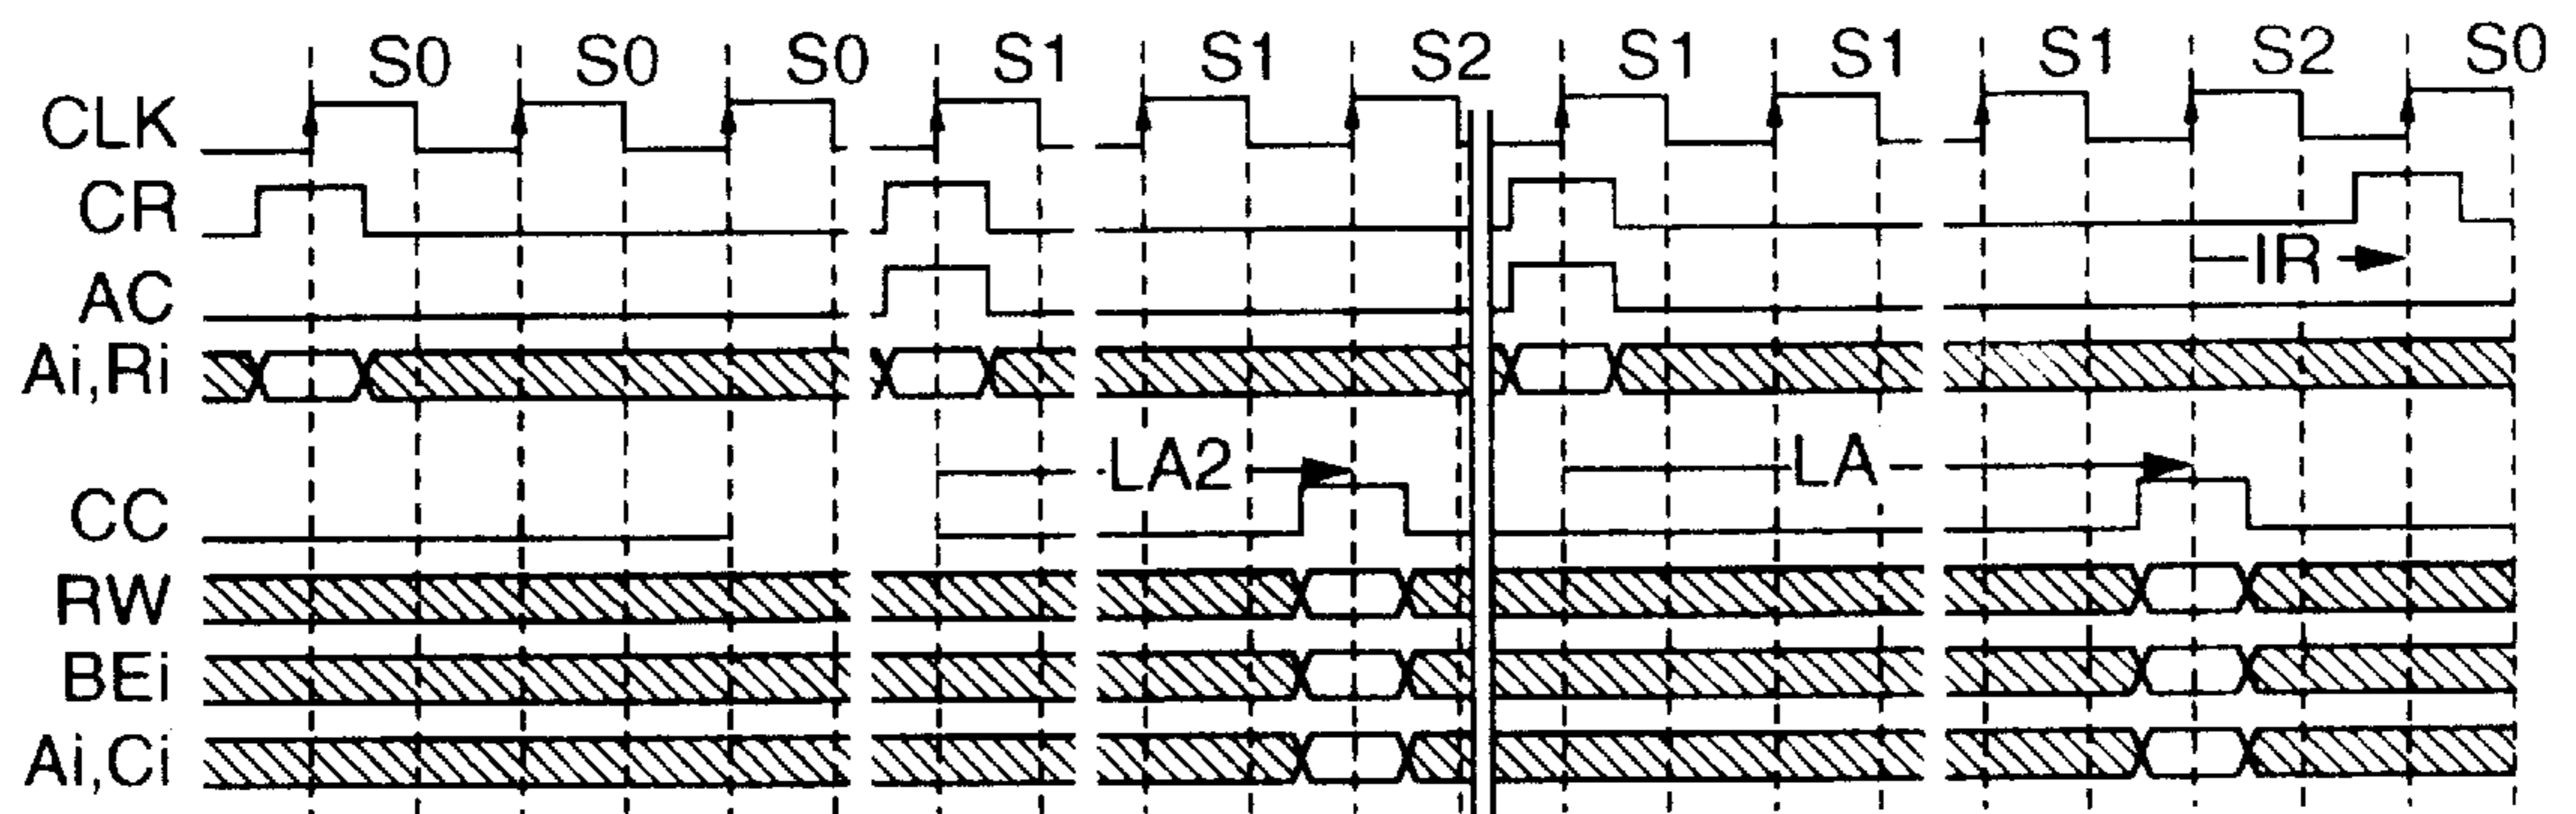 S0 S0 S0 S1 S1 S2 S1 S1 S1 S2 S0
CLK
CR
IR
AC
Ai,Ri
LA2 LA
CC
RW
BEi
Ai,Ci